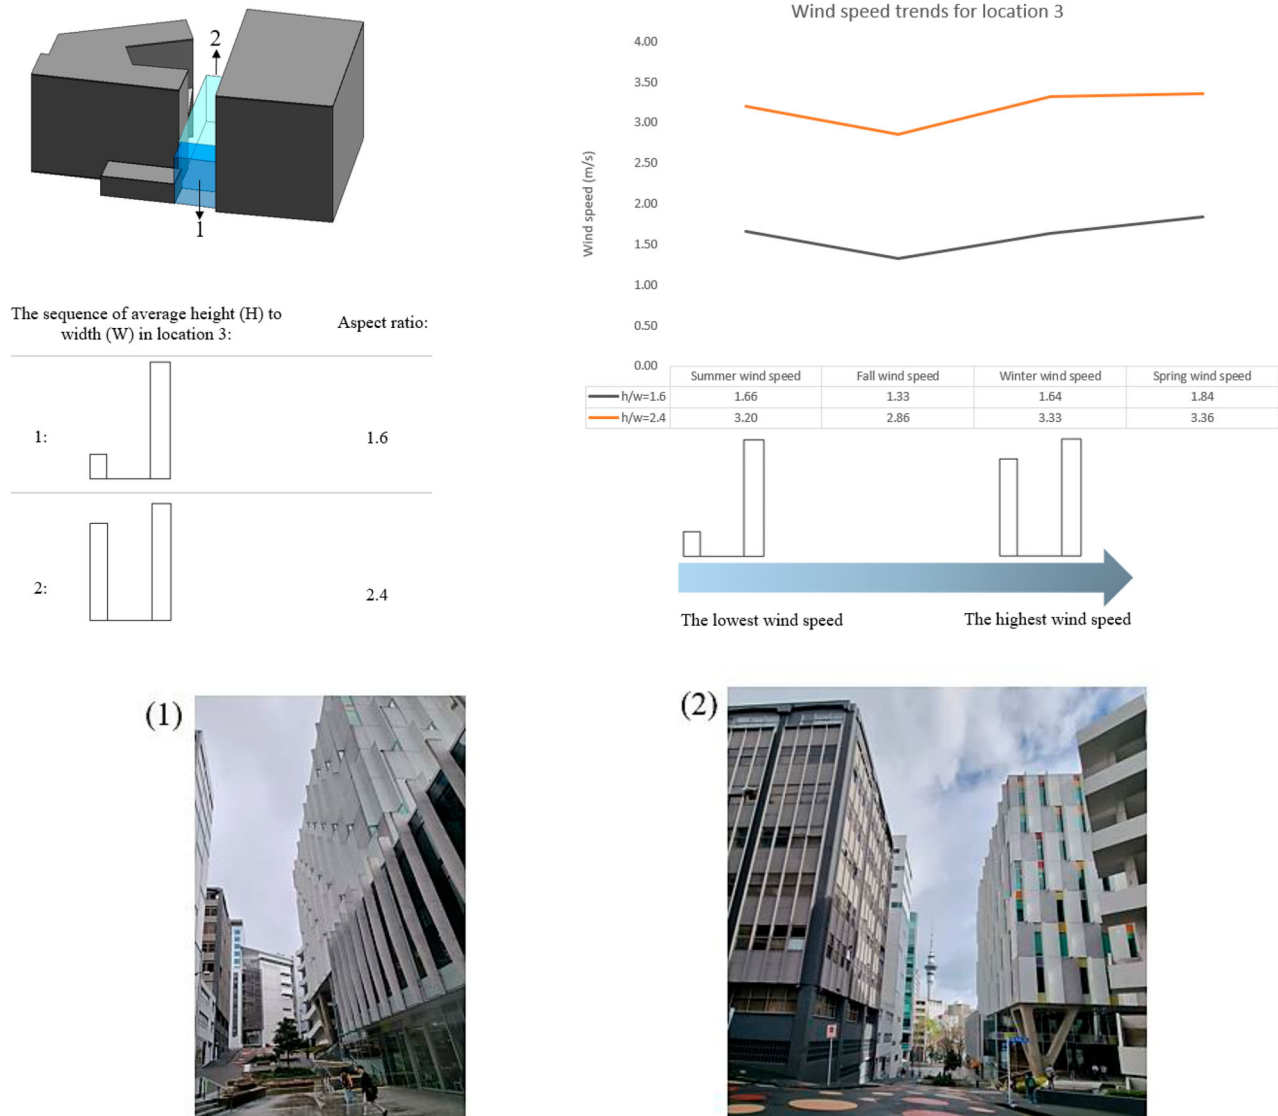 2
1
The sequence of average height (H) to
width (W) in location 3:
Aspect ratio:
1:
1.6
2:
2.4
Wind speed trends for location 3
Wind speed (m/s)
4.00
3.50
3.00
2.50
2.00
1.50
1.00
0.50
0.00
Summer wind speed Fall wind speed Winter wind speed Spring wind speed
h/w=1.6 1.66 1.33 1.64 1.84
h/w=2.4 3.20 2.86 3.33 3.36
The lowest wind speed
The highest wind speed
(1)
(2)